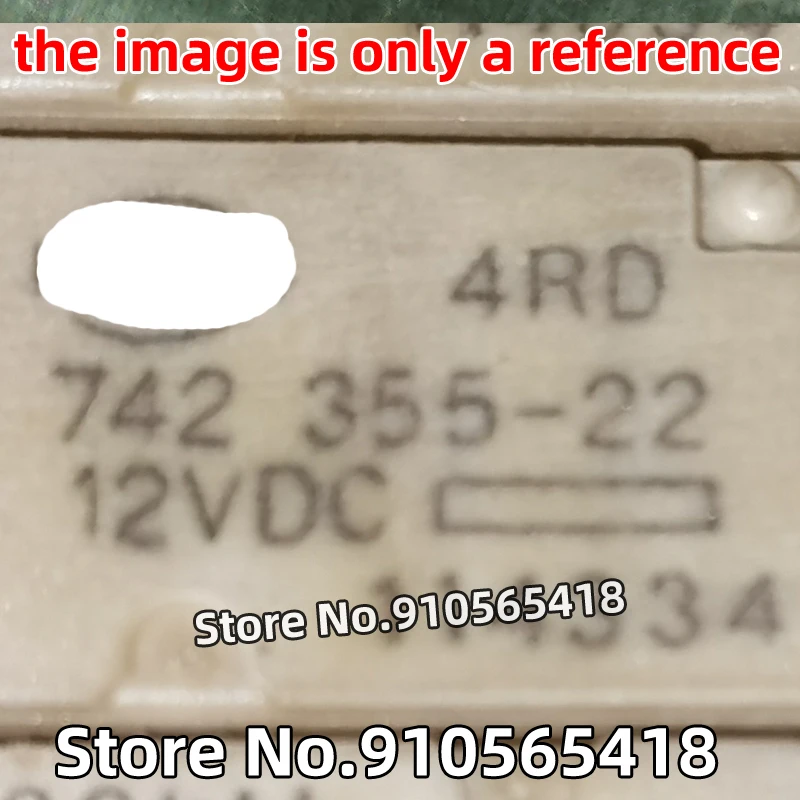 the image is only a reference
4RD
742 355-22
12VDC
Store No.910565418
Store No.910565418